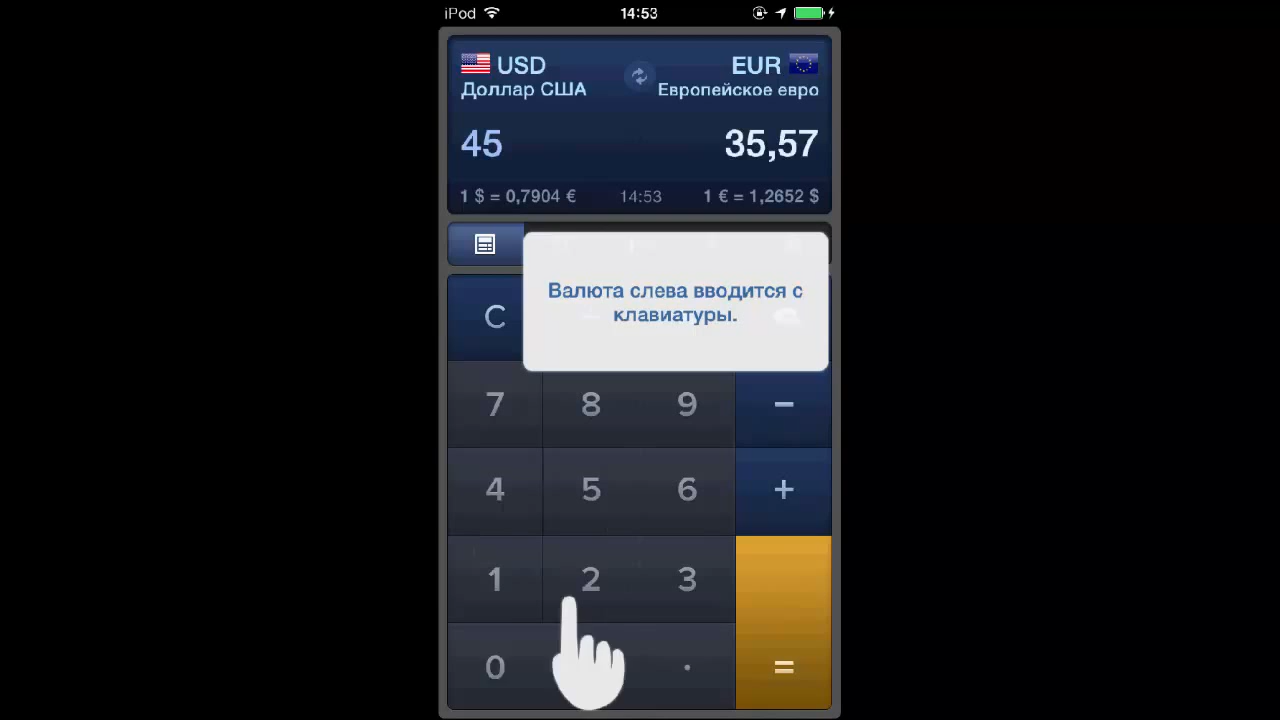 iPod 14:53
USD EUR
Доллар США Европейское евро
45 35,57
1 $ = 0,7904 € 14:53 1 € = 1,2652 $
Валюта слева вводится с
клавиатуры.
C
7 8 9 −
4 5 6 +
1 2 3
0 . =